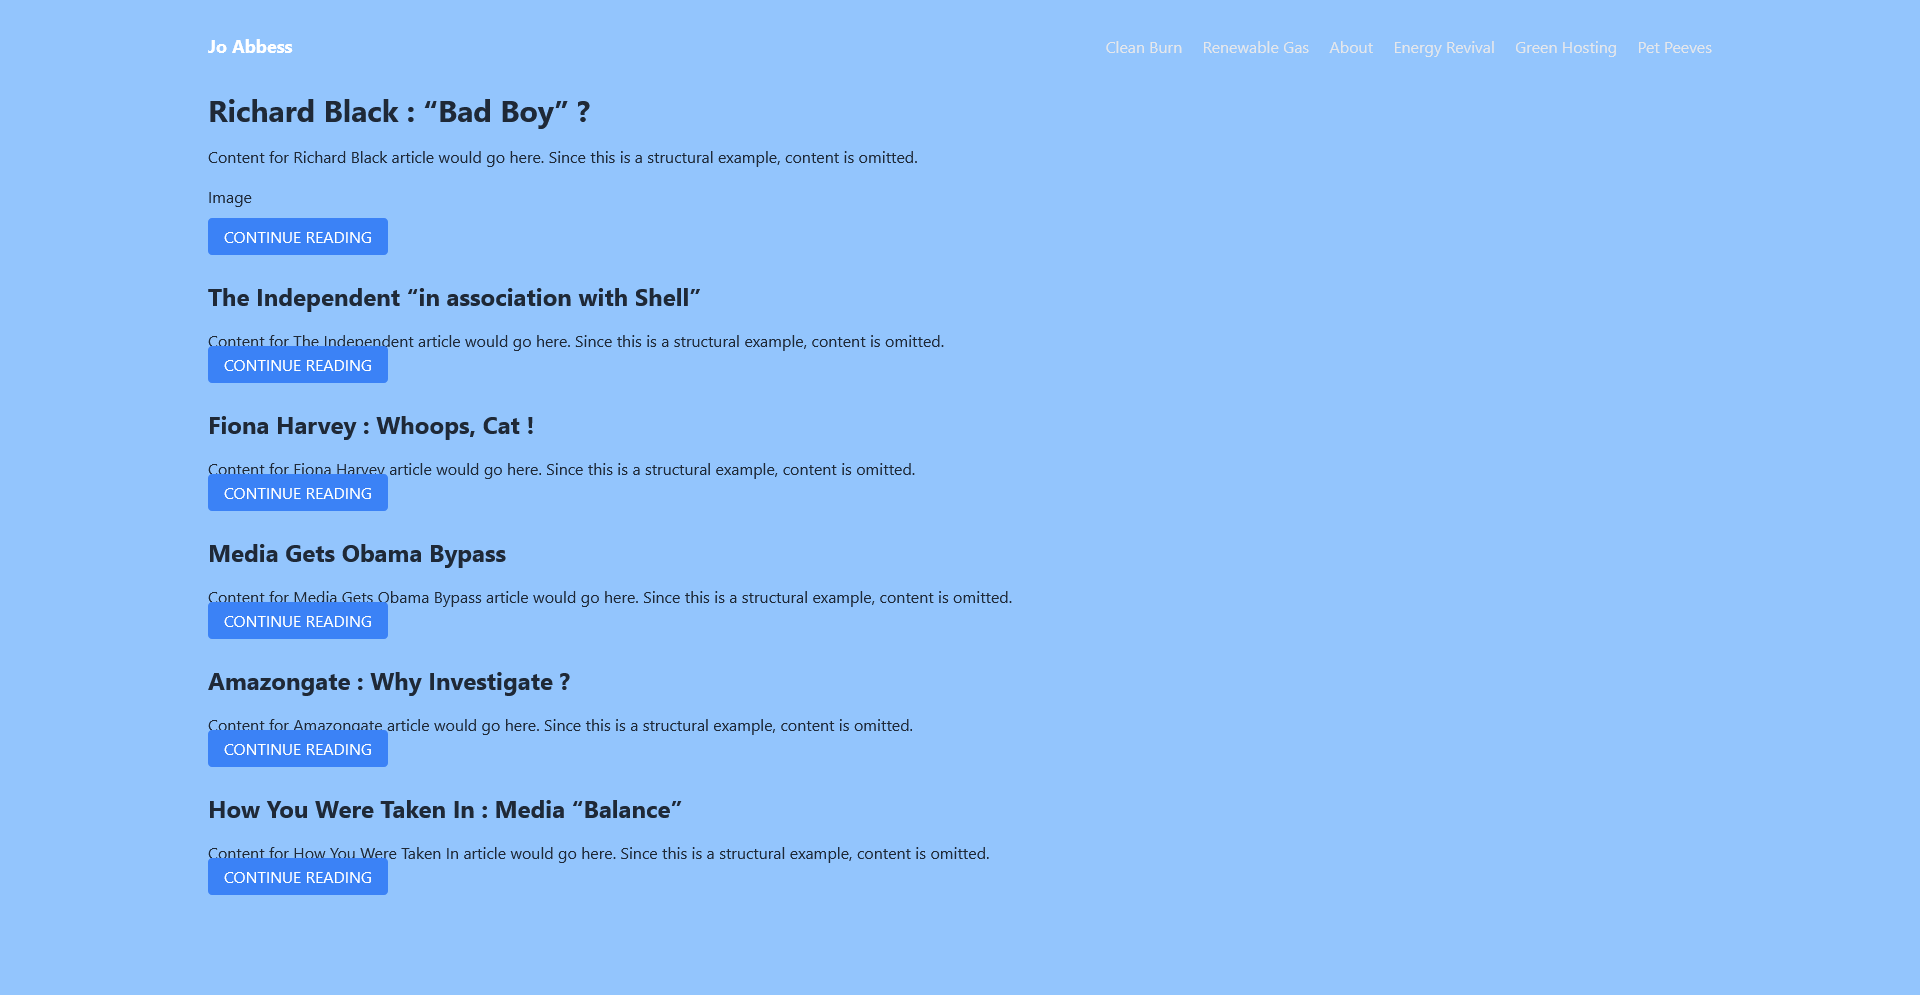 Jo Abbess
Clean Burn Renewable Gas About Energy Revival Green Hosting Pet Peeves
Richard Black : “Bad Boy” ?
Content for Richard Black article would go here. Since this is a structural example, content is omitted.
Image
CONTINUE READING
The Independent “in association with Shell”
Content for The Independent article would go here. Since this is a structural example, content is omitted.
CONTINUE READING
Fiona Harvey : Whoops, Cat !
Content for Fiona Harvey article would go here. Since this is a structural example, content is omitted.
CONTINUE READING
Media Gets Obama Bypass
Content for Media Gets Obama Bypass article would go here. Since this is a structural example, content is omitted.
CONTINUE READING
Amazongate : Why Investigate ?
Content for Amazongate article would go here. Since this is a structural example, content is omitted.
CONTINUE READING
How You Were Taken In : Media “Balance”
Content for How You Were Taken In article would go here. Since this is a structural example, content is omitted.
CONTINUE READING